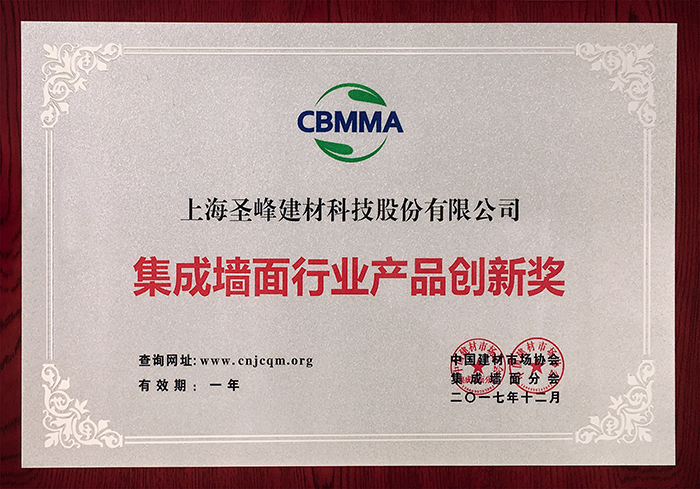 CBMMA
上海圣峰建材科技股份有限公司
集成墙面行业产品创新奖
查询网址: www.cnjcqm.org
有效期: 一年
中国建材市场协会
集成墙面分会
二〇一七年十二月